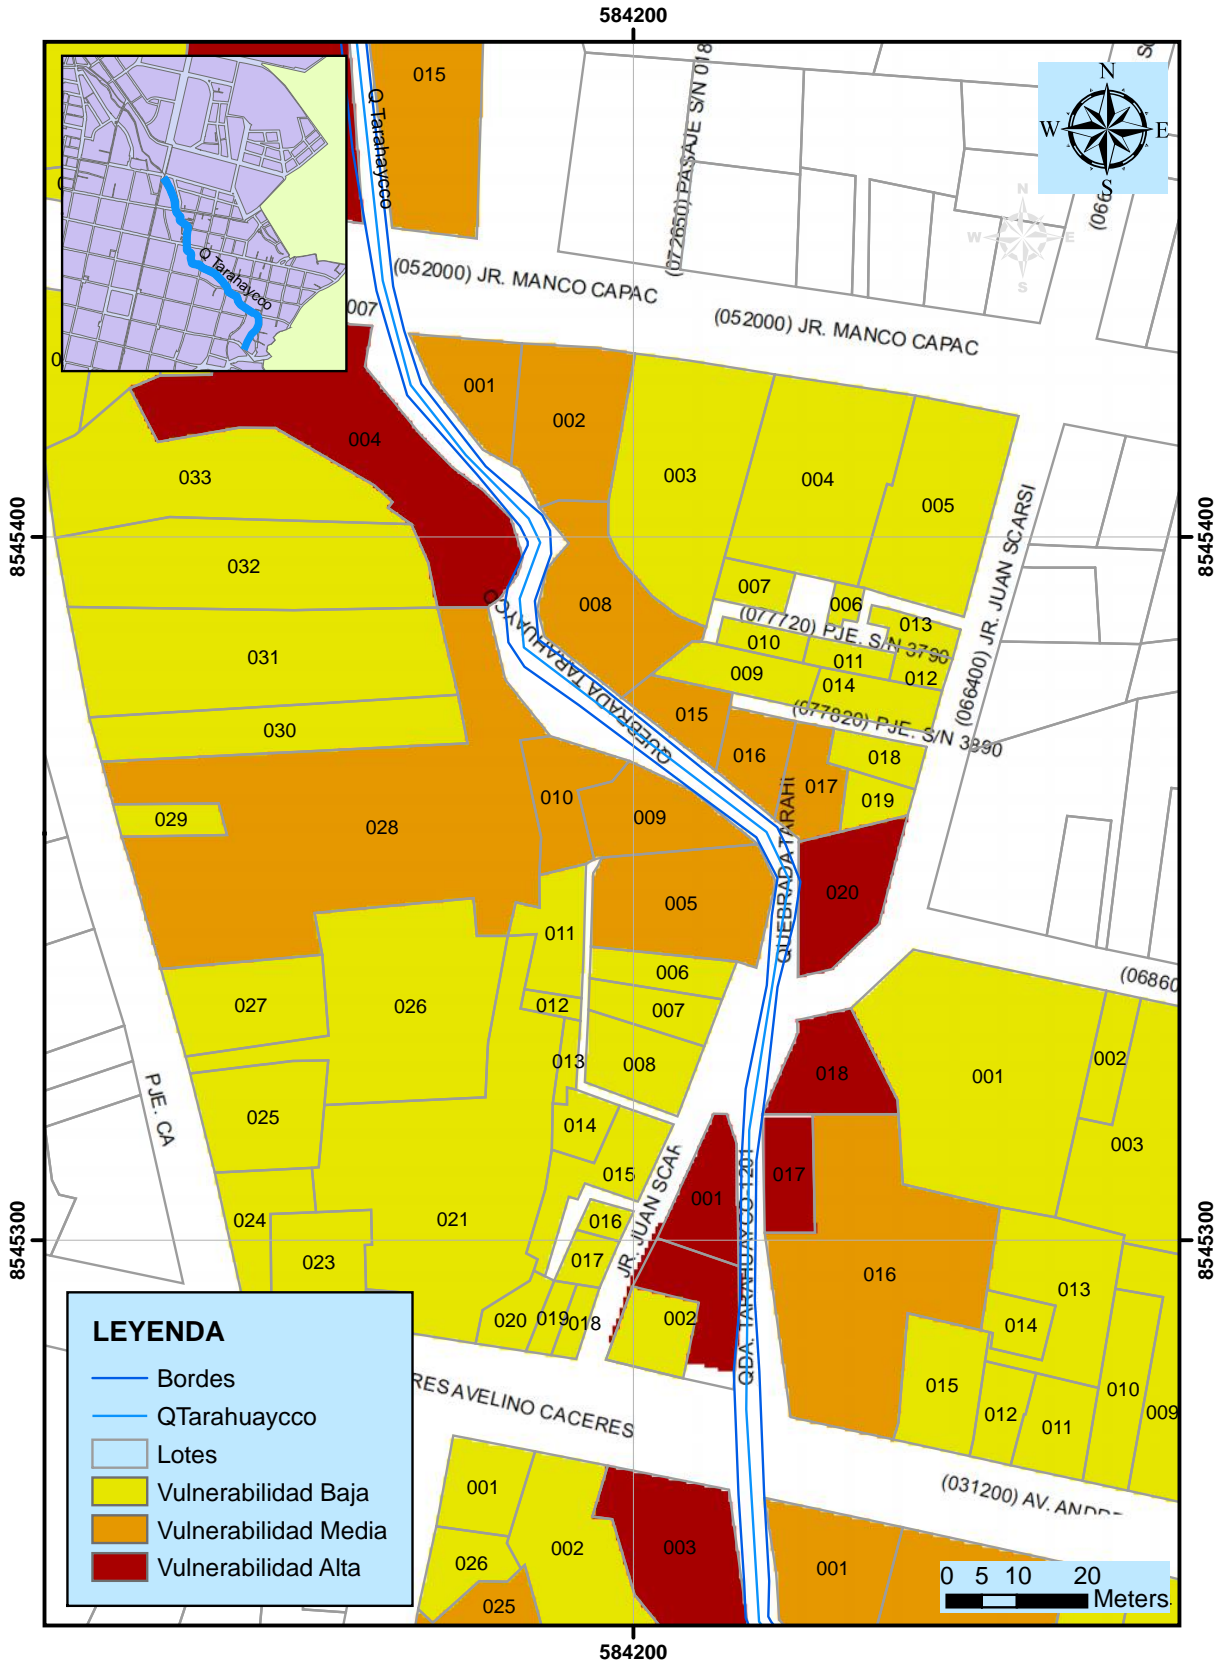 584200
015
Q Tarahaycco
(072650) PASAJE S/N 018
N
W
E
S
N
W
E
S
Q Tarahaycco
(052000) JR. MANCO CAPAC
(052000) JR. MANCO CAPAC
007
001
002
004
003
004
005
033
032
031
030
029
028
8545400
8545400
007
006
008
013
(077720) PJE. S/N 3790
010
011
012
009
014
015
(077820) PJE. S/N 3890
(066400) JR. JUAN SCARSI
QUEBRADA TARAHUAYCO
016
017
018
019
010
009
QUEBRADA TARAH
005
020
011
006
007
008
012
013
027
026
025
PJE. CA
(06860
001
002
003
018
017
014
015
016
017
001
JR. JUAN SCAR
QDA. TARAHUAYCO 1201
024
023
021
020
019
018
002
016
013
014
015
012
011
010
009
8545300
8545300
LEYENDA
Bordes
QTarahuaycco
Lotes
Vulnerabilidad Baja
Vulnerabilidad Media
Vulnerabilidad Alta
RES AVELINO CACERES
(031200) AV. ANDRE
001
026
002
025
003
001
0 5 10 20
Meters
584200